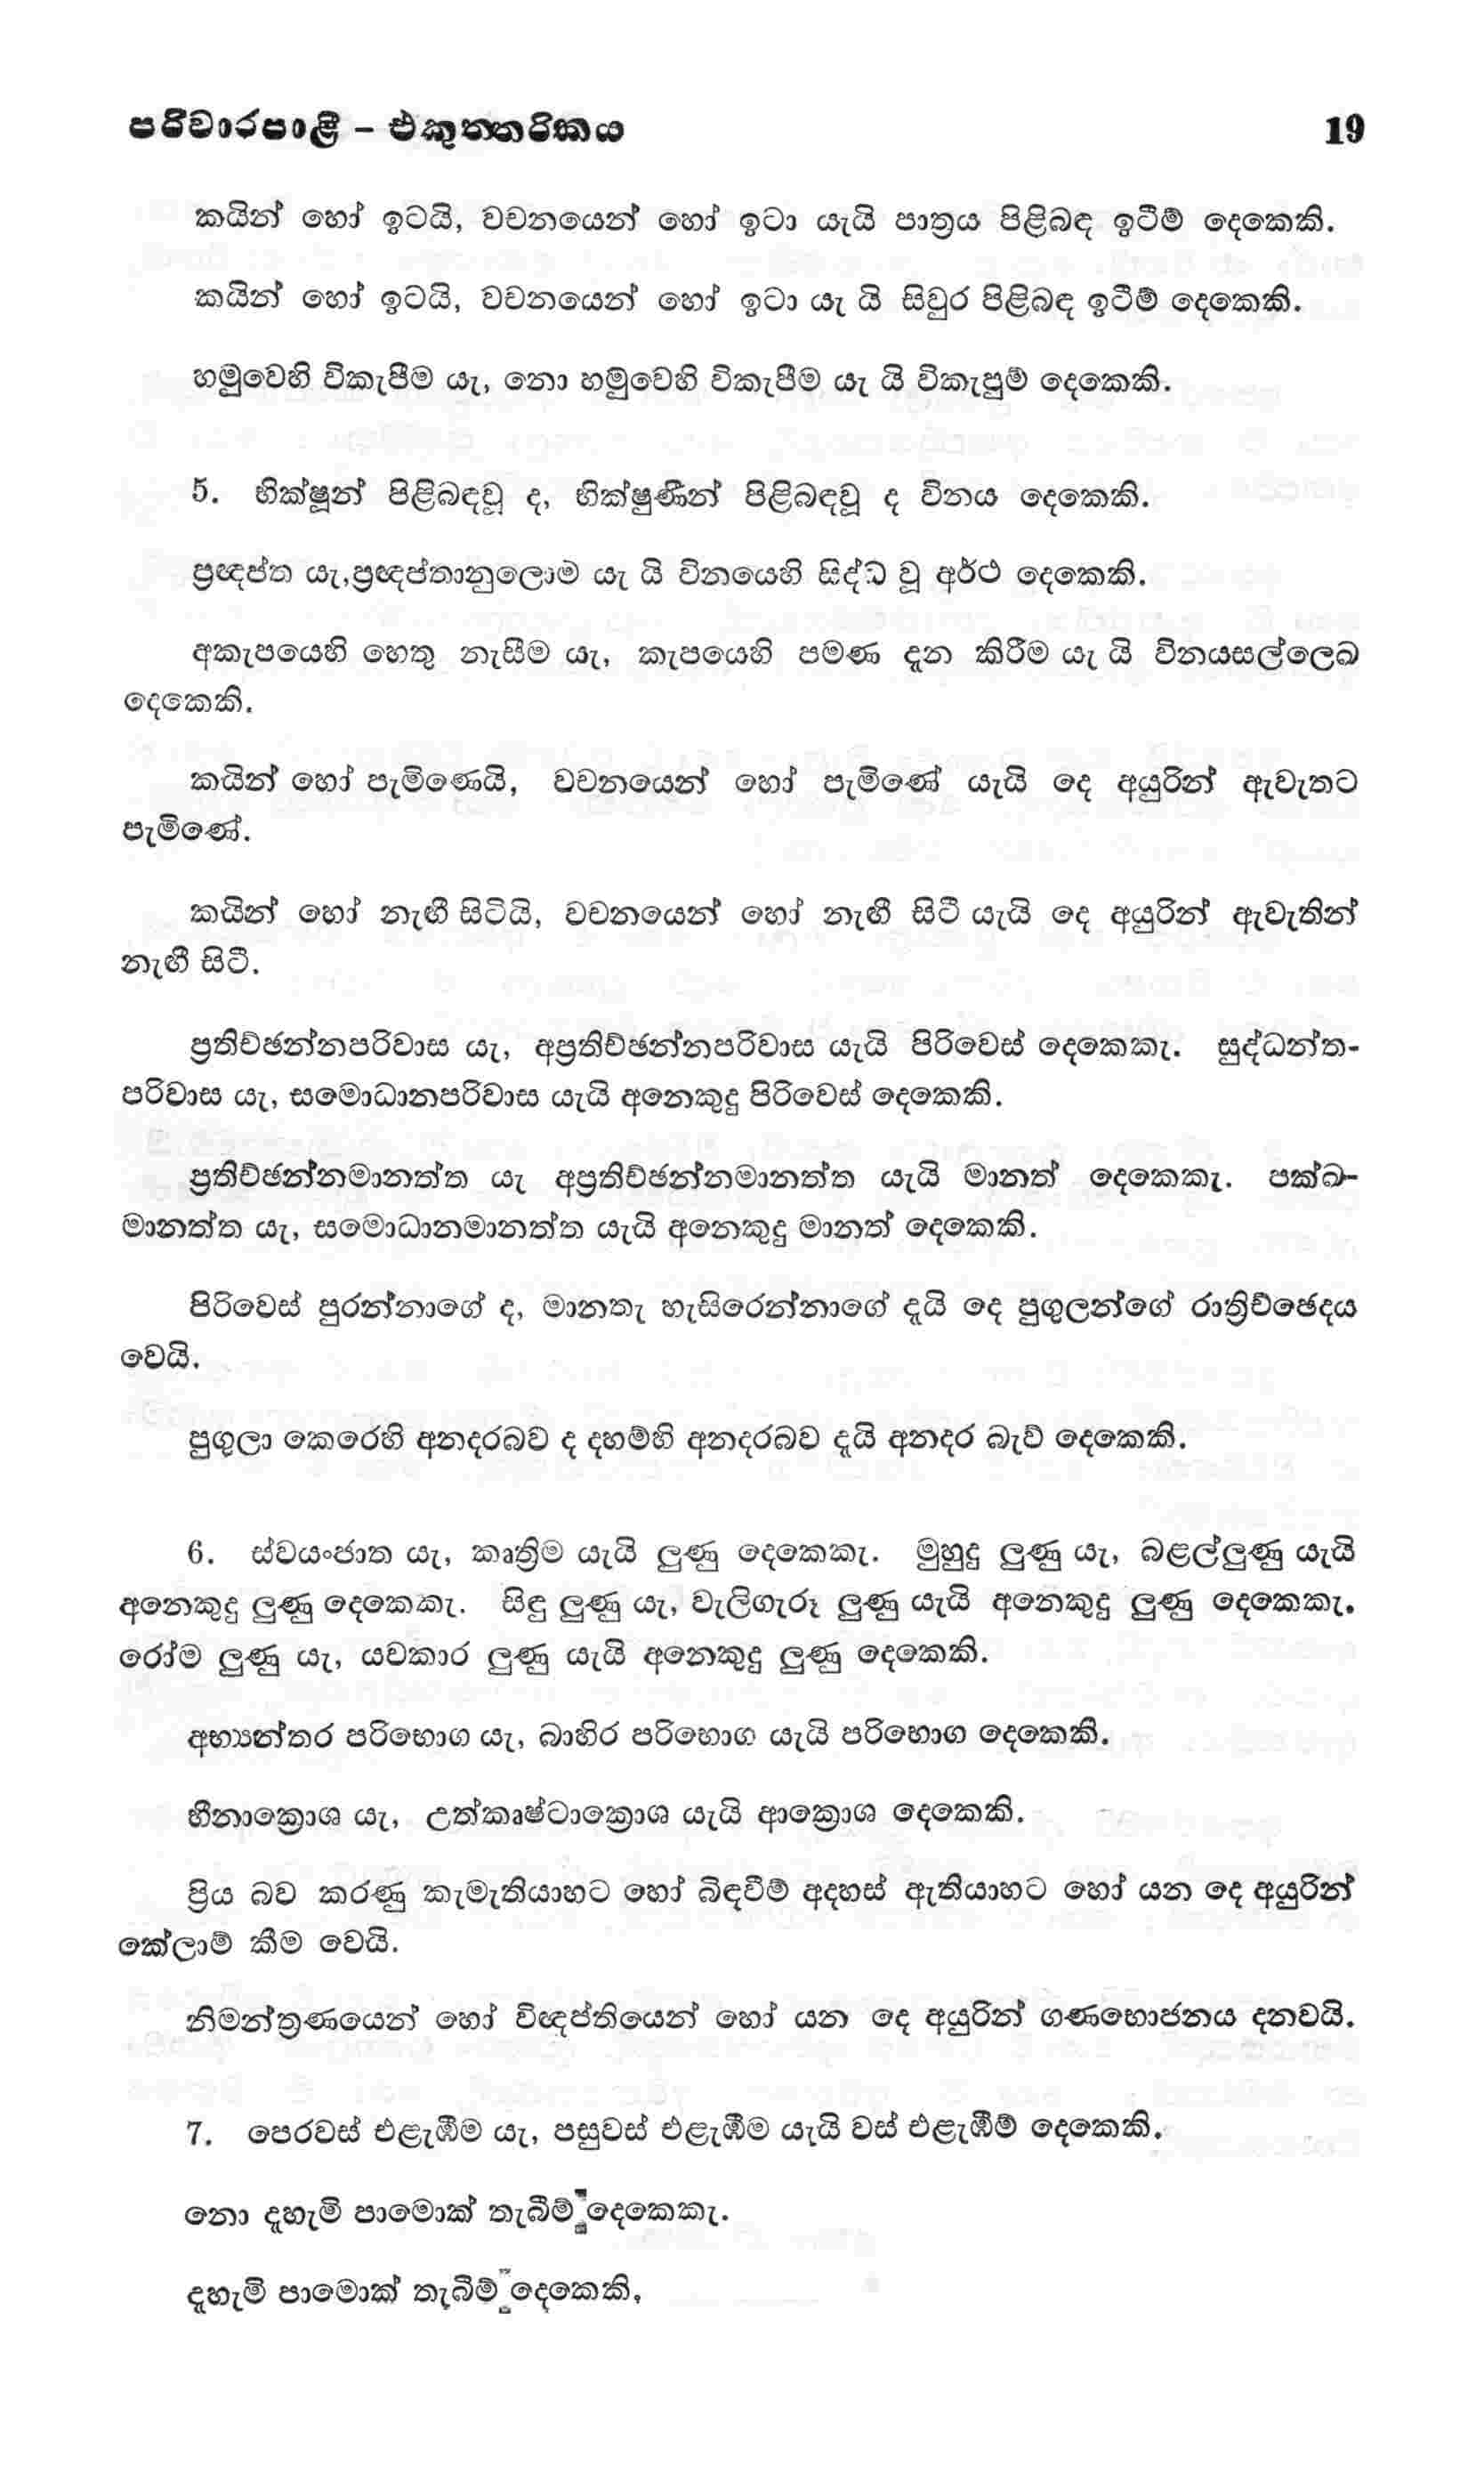 පරිවාරපාළි – එකුත්තරිකය 19
කයින් හෝ ඉටයි, වචනයෙන් හෝ ඉටා යැයි පාත්‍රය පිළිබඳ ඉටීම් දෙකෙකි.
කයින් හෝ ඉටයි, වචනයෙන් හෝ ඉටා යැ යි සිවුර පිළිබඳ ඉටීම් දෙකෙකි.
හමුවෙහි විකැපීම යැ, නො හමුවෙහි විකැපීම යැ යි විකැපුම් දෙකෙකි.
5. භික්ෂූන් පිළිබඳවූ ද, භික්ෂුණීන් පිළිබඳවූ ද විනය දෙකෙකි.
ප්‍රඥප්ත යැ,ප්‍රඥප්තානුලොම යැ යි විනයෙහි සිද්ධ වූ අර්ථ දෙකෙකි.
අකැපයෙහි හෙතු නැසීම යැ, කැපයෙහි පමණ දැන කිරීම යැ යි විනයසල්ලෙඛ
දෙකෙකි.
කයින් හෝ පැමිණෙයි, වචනයෙන් හෝ පැමිණේ යැයි දෙ අයුරින් ඇවැතට
පැමිණේ.
කයින් හෝ නැඟී සිටියි, වචනයෙන් හෝ නැඟී සිටී යැයි දෙ අයුරින් ඇවැතින්
නැඟී සිටී.
ප්‍රතිච්ඡන්නපරිවාස යැ, අප්‍රතිච්ඡන්නපරිවාස යැයි පිරිවෙස් දෙකෙකැ. සුද්ධන්ත-
පරිවාස යැ, සමොධානපරිවාස යැයි අනෙකුදු පිරිවෙස් දෙකෙකි.
ප්‍රතිච්ඡන්නමානත්ත යැ අප්‍රතිච්ඡන්නමානත්ත යැයි මානත් දෙකෙකැ. පක්ඛ-
මානත්ත යැ, සමොධානමානත්ත යැයි අනෙකුදු මානත් දෙකෙකි.
පිරිවෙස් පුරන්නාගේ ද, මානතැ හැසිරෙන්නාගේ දැයි දෙ පුගුලන්ගේ රාත්‍රිච්ඡෙදය
වෙයි.
පුගුලා කෙරෙහි අනදරබව ද දහම්හි අනදරබව දැයි අනදර බැව් දෙකෙකි.
6. ස්වයංජාත යැ, කෘත්‍රිම යැයි ලුණු දෙකෙකැ. මුහුදු ලුණු යැ, බළල්ලුණු යැයි
අනෙකුදු ලුණු දෙකෙකැ. සිඳු ලුණු යැ, වැලිගැරූ ලුණු යැයි අනෙකුදු ලුණු දෙකෙකැ.
රෝම ලුණු යැ, යවකාර ලුණු යැයි අනෙකුදු ලුණු දෙකෙකි.
අභ්‍යන්තර පරිභොග යැ, බාහිර පරිභොග යැයි පරිභොග දෙකෙකි.
හීනාක්‍රොශ යැ, උත්කෘෂ්ටාක්‍රොශ යැයි ආක්‍රොශ දෙකෙකි.
ප්‍රිය බව කරණු කැමැතියාහට හෝ බිඳවීම් අදහස් ඇතියාහට හෝ යන දෙ අයුරින්
කේලාම් කීම වෙයි.
නිමන්ත්‍රණයෙන් හෝ විඥප්තියෙන් හෝ යන දෙ අයුරින් ගණභොජනය දනවයි.
7. පෙරවස් එළැඹීම යැ, පසුවස් එළැඹීම යැයි වස් එළැඹීම් දෙකෙකි.
නො දැහැමි පාමොක් තැබීම් දෙකෙකැ.
දැහැමි පාමොක් තැබීම් දෙකෙකි,